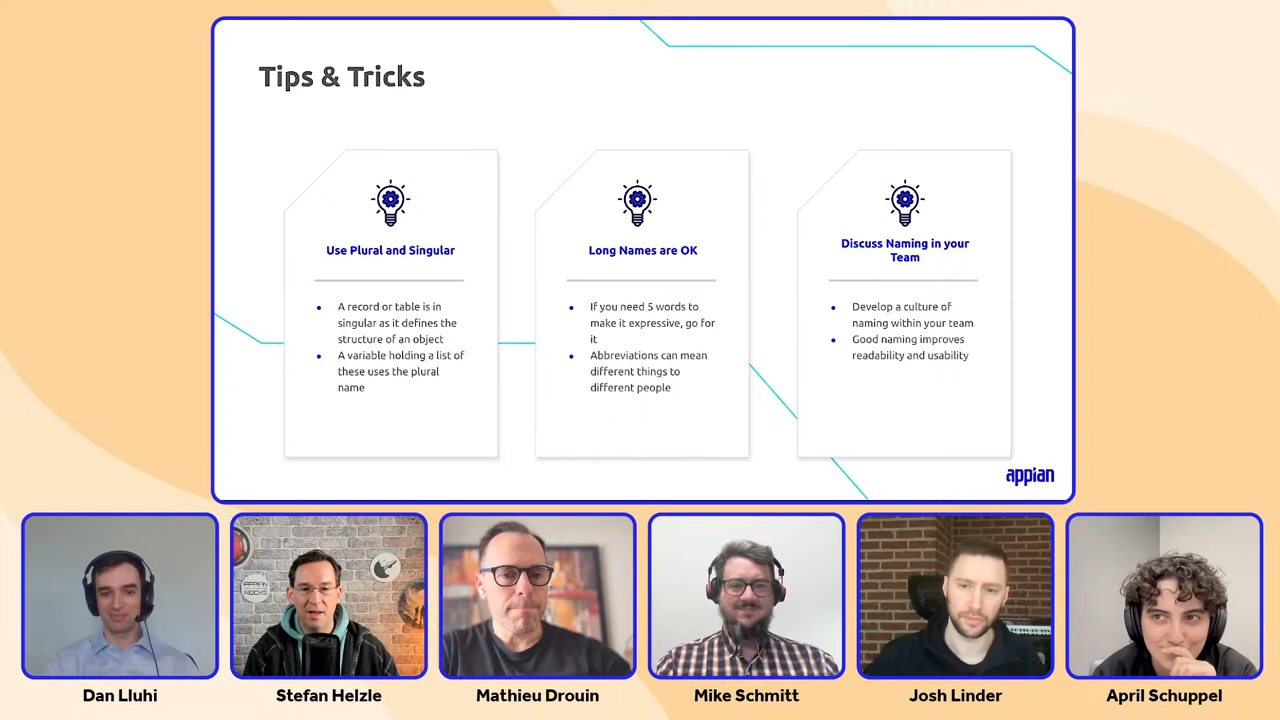 Tips & Tricks
Use Plural and Singular
A record or table is in
singular as it defines the
structure of an object
A variable holding a list of
these uses the plural
name
Long Names are OK
If you need 5 words to
make it expressive, go for
it
Abbreviations can mean
different things to
different people
Discuss Naming in your
Team
Develop a culture of
naming within your team
Good naming improves
readability and usability
appian
APPIAN
ROCKS
Dan Lluhi
Stefan Helzle
Mathieu Drouin
Mike Schmitt
Josh Linder
April Schuppel